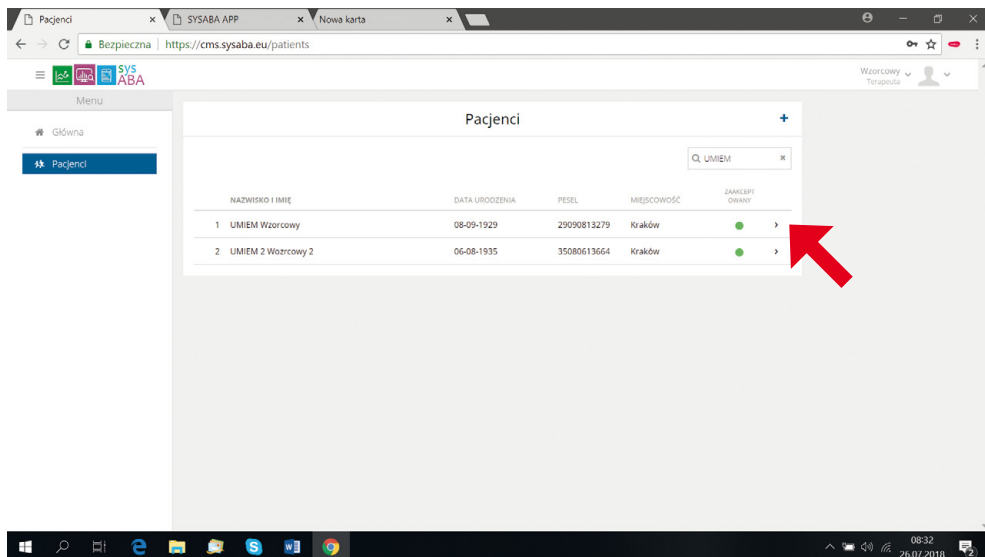 Pacjenci × SYSABA APP × Nowa karta ×
Bezpieczna | https://cms.sysaba.eu/patients
sys ABA
Wzorcowy
Terapeuta
Menu
Główna
Pacjenci
Pacjenci +
UMIEM ×
NAZWISKO I IMIĘ DATA URODZENIA PESEL MIEJSCOWOŚĆ ZAAKCEPT
OWANY
1 UMIEM Wzorcowy 08-09-1929 29090813279 Kraków
2 UMIEM 2 Wozrcowy 2 06-08-1935 35080613664 Kraków
08:32
26.07.2018
2